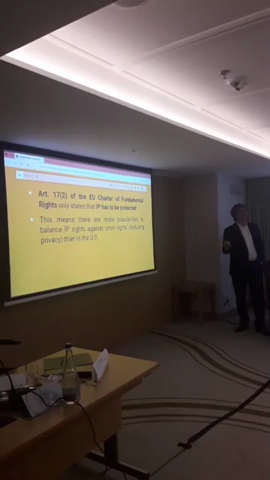 • Art. 17(2) of the EU Charter of Fundamental
Rights only states that IP has to be protected
• This means there are more possibilities to
balance IP rights against other rights (including
privacy) than in the U.S.